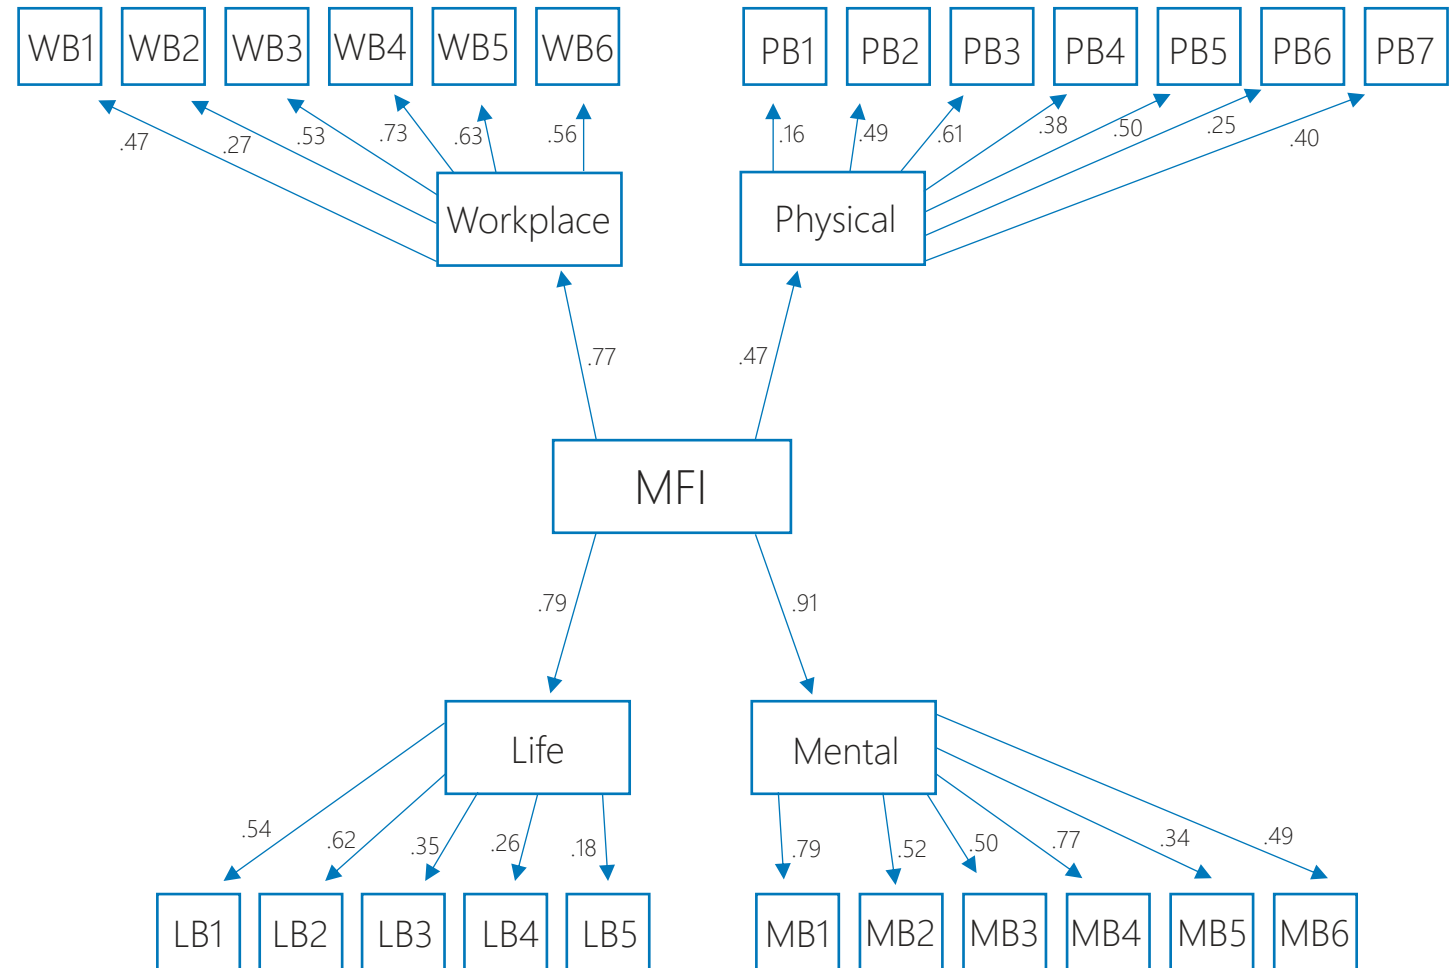 WB1 WB2 WB3 WB4 WB5 WB6 PB1 PB2 PB3 PB4 PB5 PB6 PB7
.47 .27 .53 .73 .63 .56 .16 .49 .61 .38 .50 .25 .40
Workplace Physical
.77 .47
MFI
.79 .91
Life Mental
.54 .62 .35 .26 .18 .79 .52 .50 .77 .34 .49
LB1 LB2 LB3 LB4 LB5 MB1 MB2 MB3 MB4 MB5 MB6